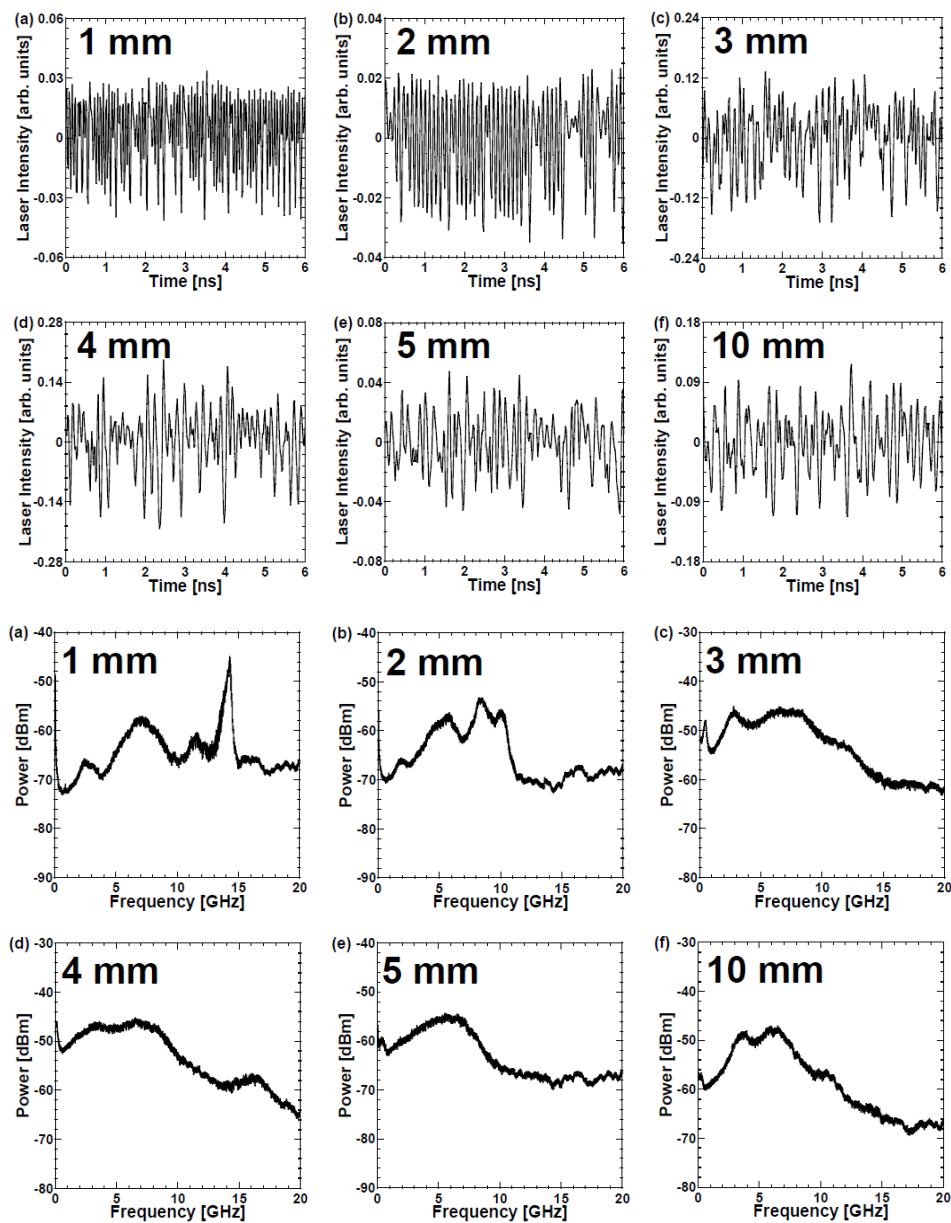 (a) 0.06 1 mm
0.03
0
-0.03
-0.06
Laser Intensity [arb. units]
0 1 2 3 4 5 6
Time [ns]
(b) 0.04 2 mm
0.02
0
-0.02
-0.04
Laser Intensity [arb. units]
0 1 2 3 4 5 6
Time [ns]
(c) 0.24 3 mm
0.12
0
-0.12
-0.24
Laser Intensity [arb. units]
0 1 2 3 4 5 6
Time [ns]
(d) 0.28 4 mm
0.14
0
-0.14
-0.28
Laser Intensity [arb. units]
0 1 2 3 4 5 6
Time [ns]
(e) 0.08 5 mm
0.04
0
-0.04
-0.08
Laser Intensity [arb. units]
0 1 2 3 4 5 6
Time [ns]
(f) 0.18 10 mm
0.09
0
-0.09
-0.18
Laser Intensity [arb. units]
0 1 2 3 4 5 6
Time [ns]
(a) -40 1 mm
-50
-60
-70
-80
-90
Power [dBm]
0 5 10 15 20
Frequency [GHz]
(b) -40 2 mm
-50
-60
-70
-80
-90
Power [dBm]
0 5 10 15 20
Frequency [GHz]
(c) -30 3 mm
-40
-50
-60
-70
-80
Power [dBm]
0 5 10 15 20
Frequency [GHz]
(d) -30 4 mm
-40
-50
-60
-70
-80
Power [dBm]
0 5 10 15 20
Frequency [GHz]
(e) -40 5 mm
-50
-60
-70
-80
-90
Power [dBm]
0 5 10 15 20
Frequency [GHz]
(f) -30 10 mm
-40
-50
-60
-70
-80
Power [dBm]
0 5 10 15 20
Frequency [GHz]